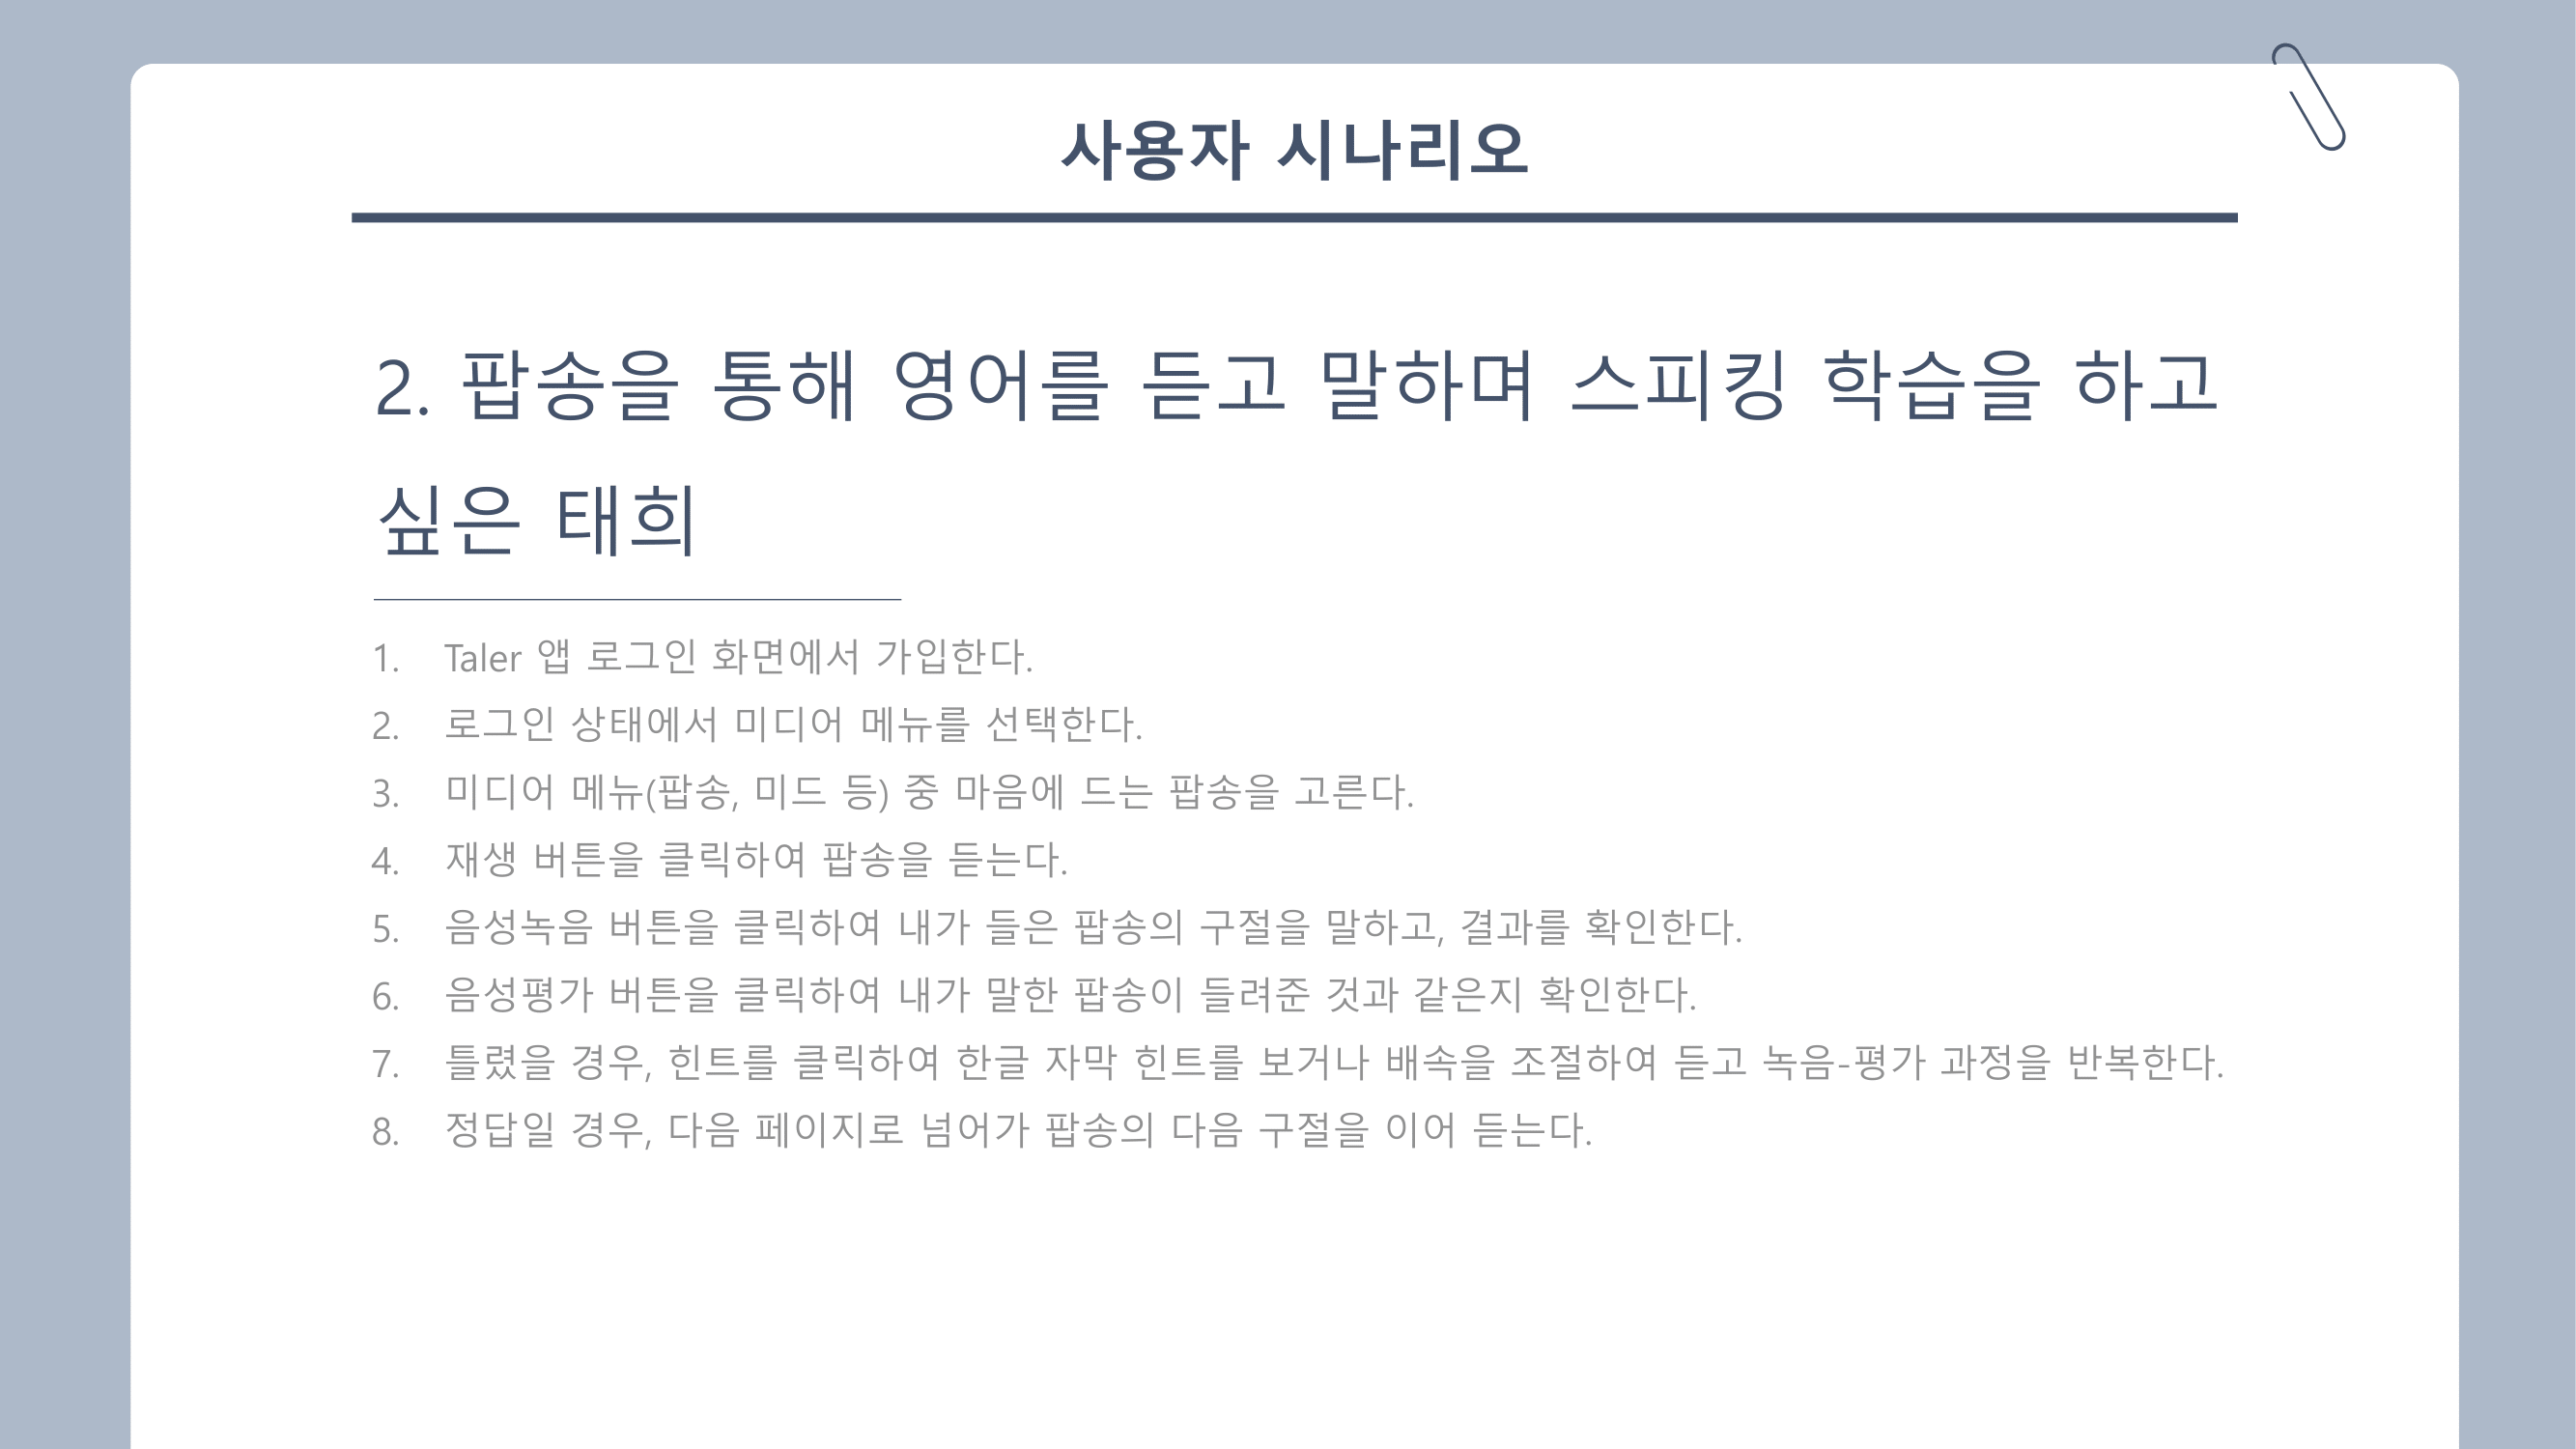 사용자 시나리오
2. 팝송을 통해 영어를 듣고 말하며 스피킹 학습을 하고
싶은 태희
1. Taler 앱 로그인 화면에서 가입한다.
2. 로그인 상태에서 미디어 메뉴를 선택한다.
3. 미디어 메뉴(팝송, 미드 등) 중 마음에 드는 팝송을 고른다.
4. 재생 버튼을 클릭하여 팝송을 듣는다.
5. 음성녹음 버튼을 클릭하여 내가 들은 팝송의 구절을 말하고, 결과를 확인한다.
6. 음성평가 버튼을 클릭하여 내가 말한 팝송이 들려준 것과 같은지 확인한다.
7. 틀렸을 경우, 힌트를 클릭하여 한글 자막 힌트를 보거나 배속을 조절하여 듣고 녹음-평가 과정을 반복한다.
8. 정답일 경우, 다음 페이지로 넘어가 팝송의 다음 구절을 이어 듣는다.